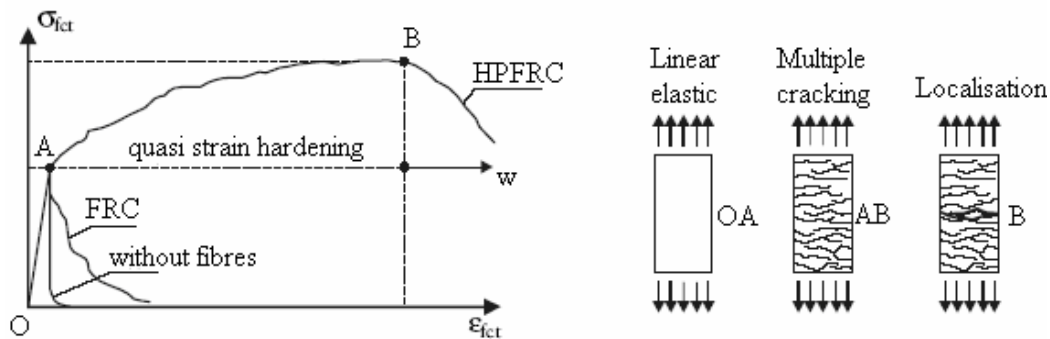 σfct
B
HPFRC
A
quasi strain hardening
w
FRC
without fibres
O
εfct
Linear
elastic
OA
Multiple
cracking
AB
Localisation
B